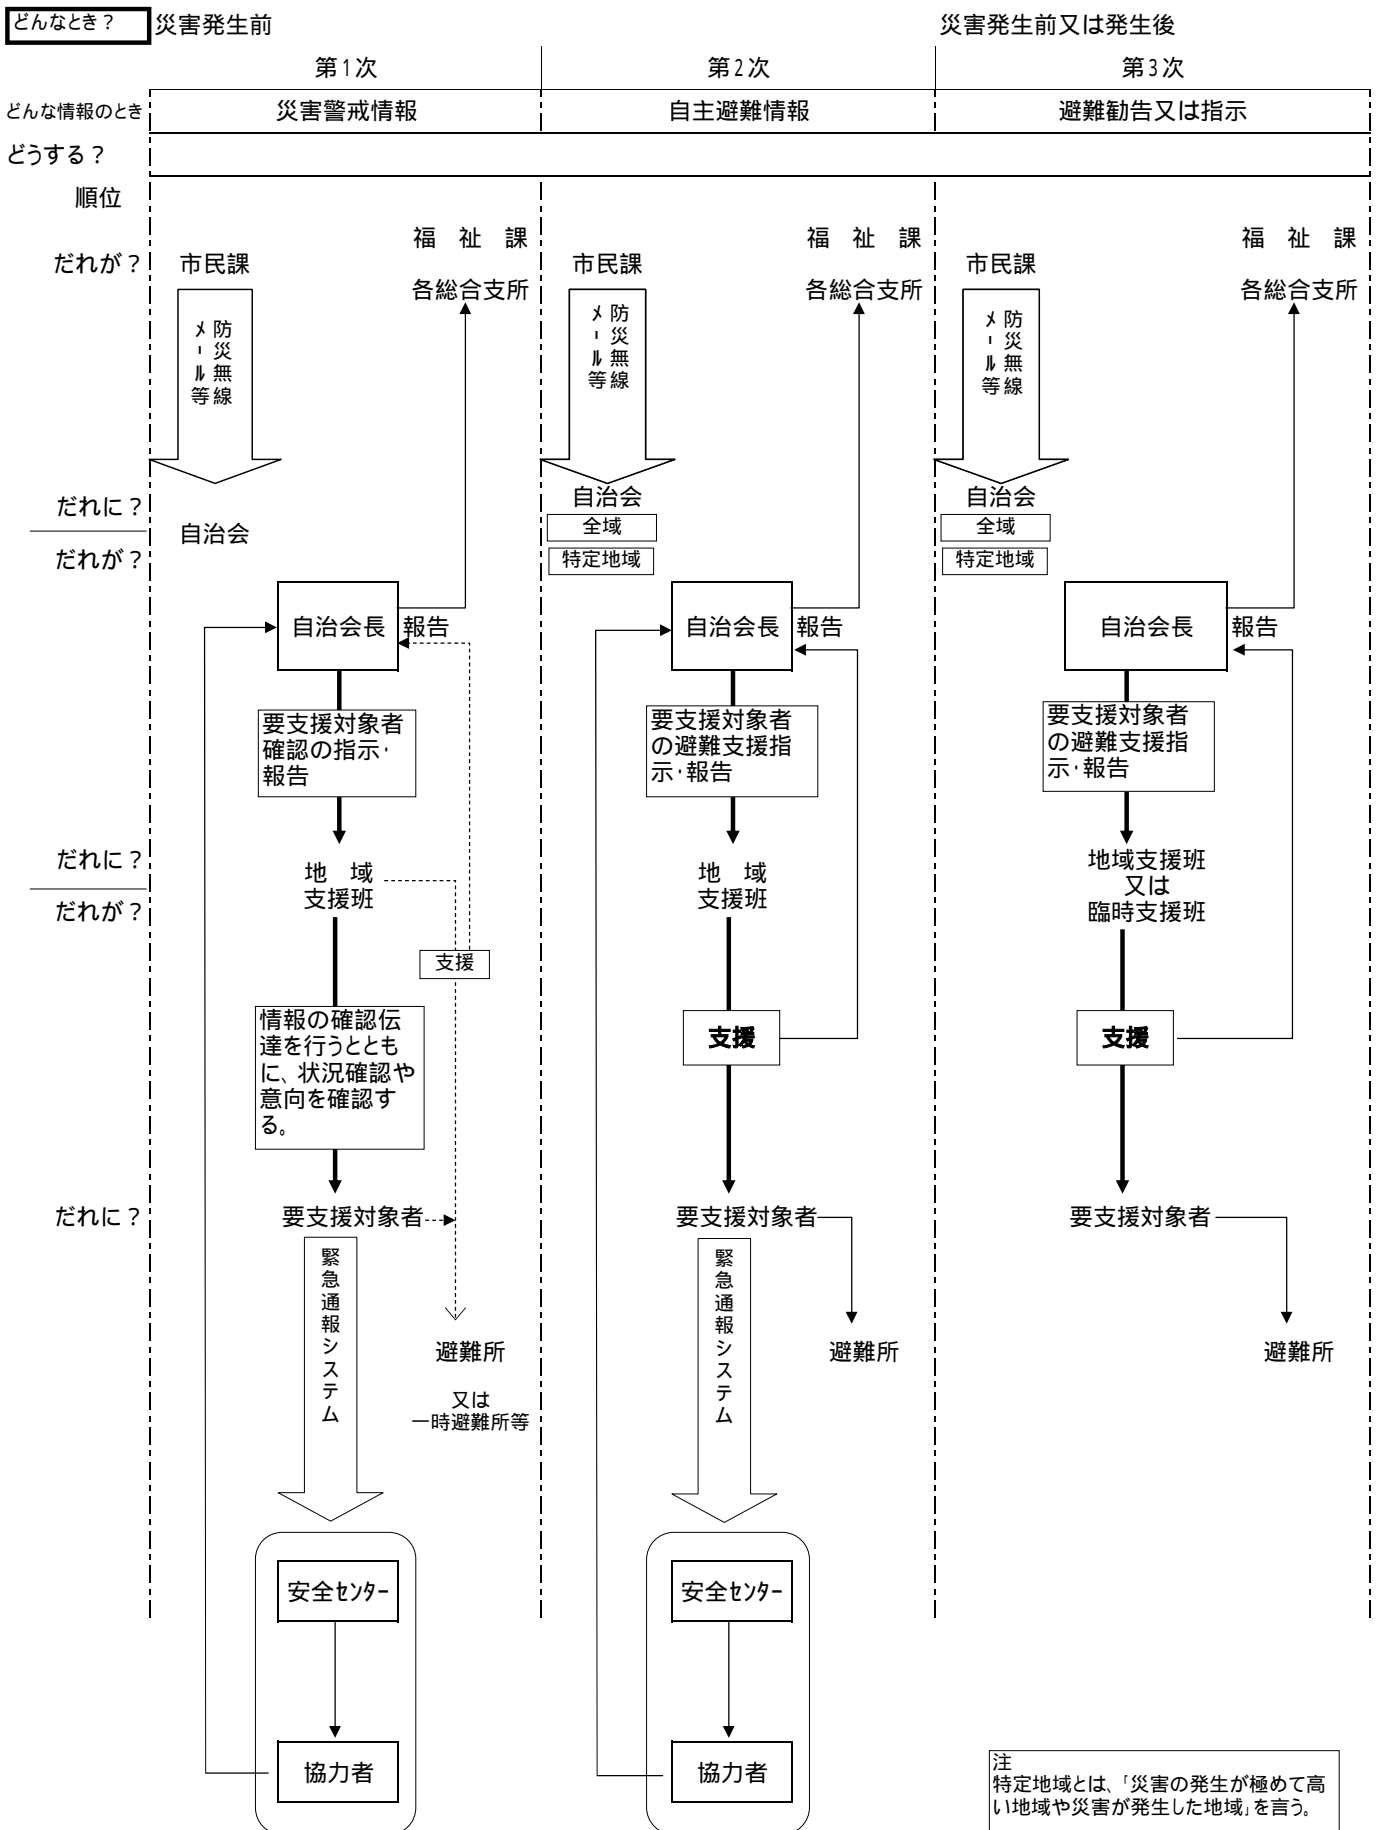 どんなとき？
災害発生前
災害発生前又は発生後
第1次
第2次
第3次
どんな情報のとき
災害警戒情報
自主避難情報
避難勧告又は指示
どうする？
順位
だれが？
市民課
福　祉　課
各総合支所
市民課
福　祉　課
各総合支所
市民課
福　祉　課
各総合支所
防災無線
メール等
防災無線
メール等
防災無線
メール等
だれに？
だれが？
自治会
自治会
全域
特定地域
自治会
全域
特定地域
自治会長
報告
自治会長
報告
自治会長
報告
要支援対象者
確認の指示・
報告
要支援対象者
の避難支援指
示・報告
要支援対象者
の避難支援指
示・報告
だれに？
だれが？
地　域
支援班
地　域
支援班
地域支援班
又は
臨時支援班
支援
情報の確認伝
達を行うととも
に、状況確認や
意向を確認す
る。
支援
支援
だれに？
要支援対象者
要支援対象者
要支援対象者
緊急通報システム
緊急通報システム
避難所
又は
一時避難所等
避難所
避難所
安全センター
安全センター
協力者
協力者
注
特定地域とは、「災害の発生が極めて高
い地域や災害が発生した地域」を言う。